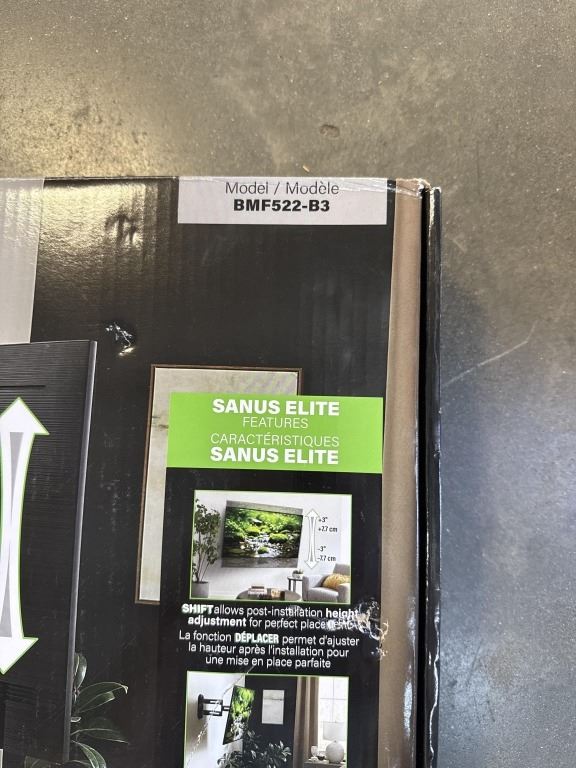 Model / Modèle
BMF522-B3
SANUS ELITE
FEATURES
CARACTÉRISTIQUES
SANUS ELITE
+3"
+7.7 cm
-3"
-7.7 cm
SHIFT allows post-installation height
adjustment for perfect placement
La fonction DÉPLACER permet d'ajuster
la hauteur après l'installation pour
une mise en place parfaite